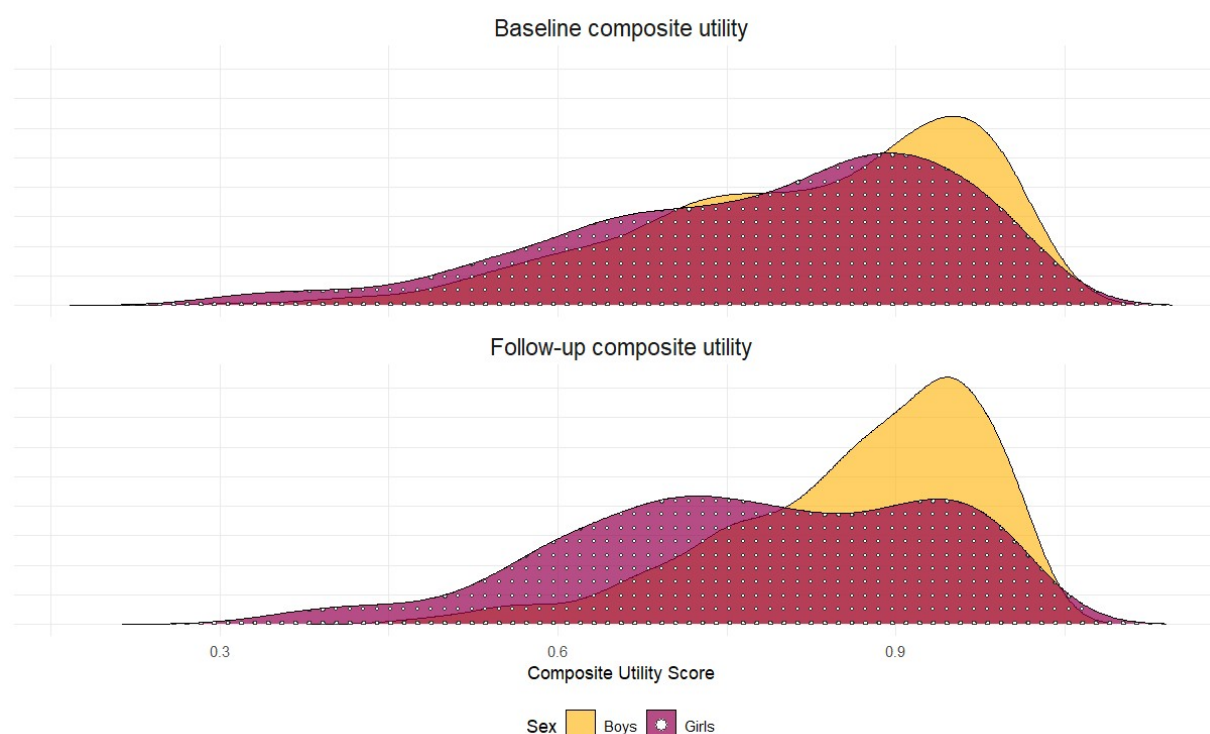 Baseline composite utility
Follow-up composite utility
0.3 0.6 0.9
Composite Utility Score
Sex Boys Girls